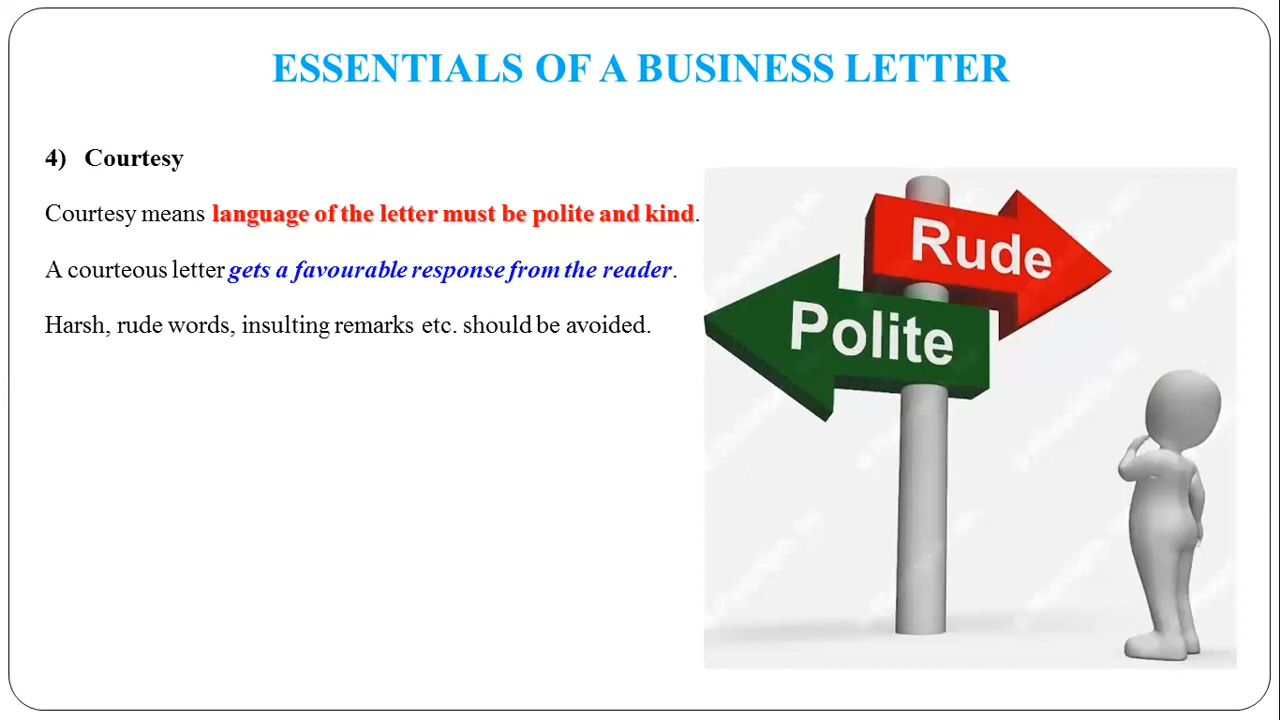 ESSENTIALS OF A BUSINESS LETTER
4) Courtesy
Courtesy means language of the letter must be polite and kind.
A courteous letter gets a favourable response from the reader.
Harsh, rude words, insulting remarks etc. should be avoided.
Rude
Polite